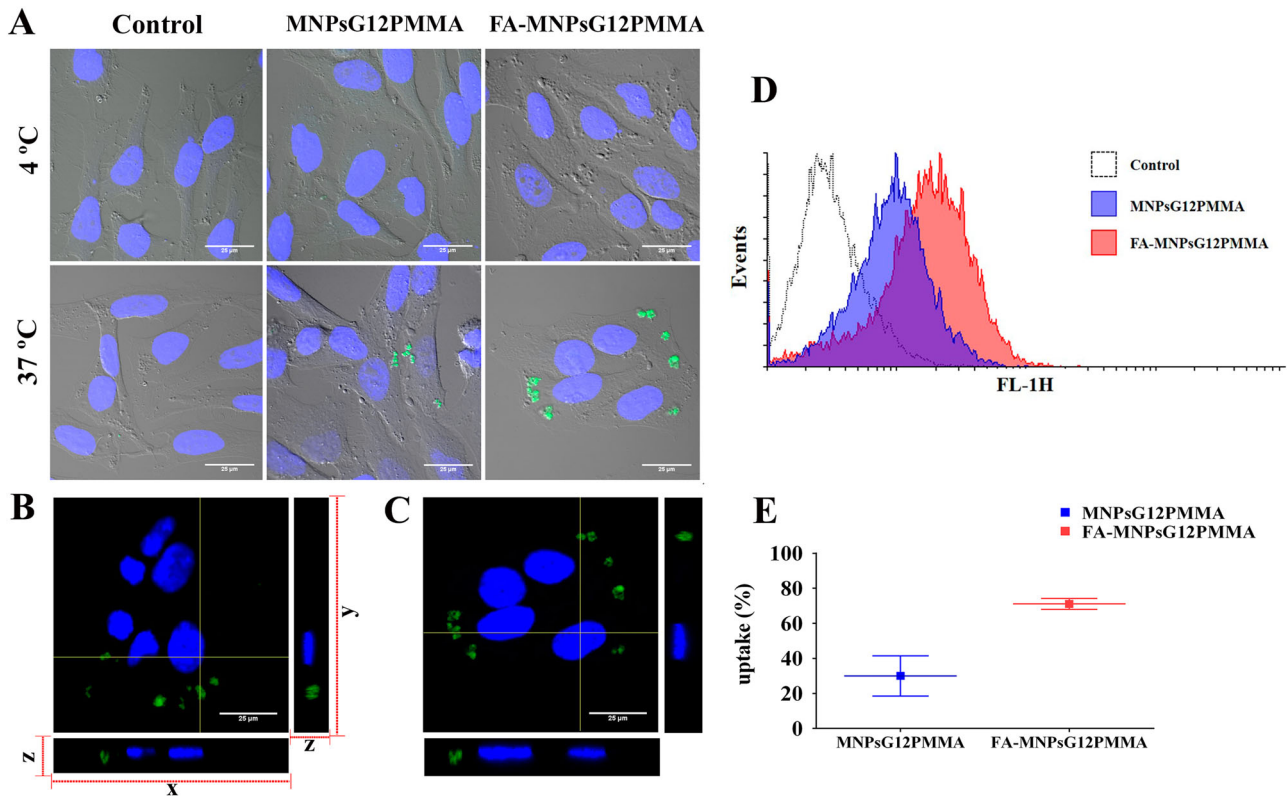 A
Control
MNPsG12PMMA
FA-MNPsG12PMMA
4 ºC
25 µm
25 µm
25 µm
37 ºC
25 µm
25 µm
25 µm
B
25 µm
y
z
z
x
C
25 µm
D
Control
MNPsG12PMMA
FA-MNPsG12PMMA
Events
FL-1H
E
MNPsG12PMMA
FA-MNPsG12PMMA
uptake (%)
100
80
60
40
20
0
MNPsG12PMMA
FA-MNPsG12PMMA